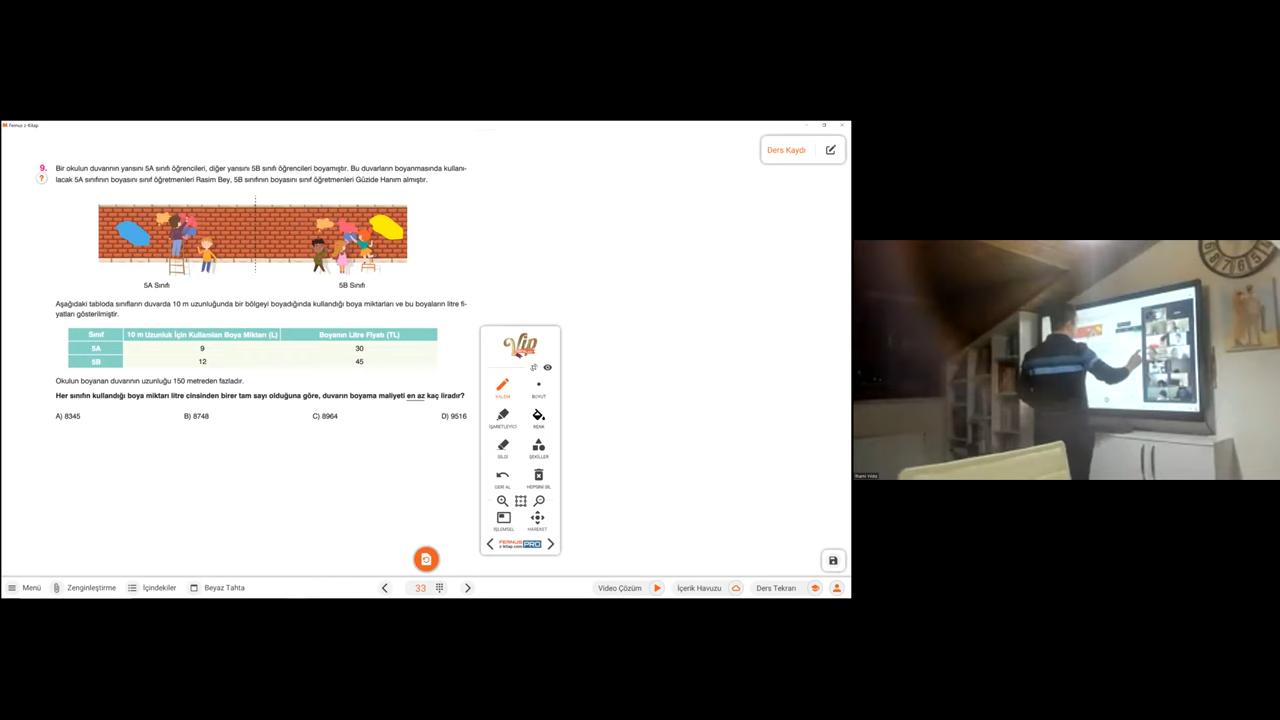 Fernus z-Kitap
Ders Kaydı
9. Bir okulun duvarının yarısını 5A sınıfı öğrencileri, diğer yarısını 5B sınıfı öğrencileri boyamıştır. Bu duvarların boyanmasında kullanı-
? lacak 5A sınıfının boyasını sınıf öğretmenleri Rasim Bey, 5B sınıfının boyasını sınıf öğretmenleri Güzide Hanım almıştır.
5A Sınıfı 5B Sınıfı
Aşağıdaki tabloda sınıfların duvarda 10 m uzunluğunda bir bölgeyi boyadığında kullandığı boya miktarları ve bu boyaların litre fi-
yatları gösterilmiştir.
Sınıf 10 m Uzunluk İçin Kullanılan Boya Miktarı (L) Boyanın Litre Fiyatı (TL)
5A 9 30
5B 12 45
Okulun boyanan duvarının uzunluğu 150 metreden fazladır.
Her sınıfın kullandığı boya miktarı litre cinsinden birer tam sayı olduğuna göre, duvarın boyama maliyeti en az kaç liradır?
A) 8345 B) 8748 C) 8964 D) 9516
Vip
KALEM BOYUT
İŞARETLEYİCİ RENK
SİLGİ ŞEKİLLER
GERİ AL HEPSİNİ SİL
İŞLEMSEL HAREKET
FERNUS z-kitap.com PRO
Menü Zenginleştirme İçindekiler Beyaz Tahta 33 Video Çözüm İçerik Havuzu Ders Tekrarı